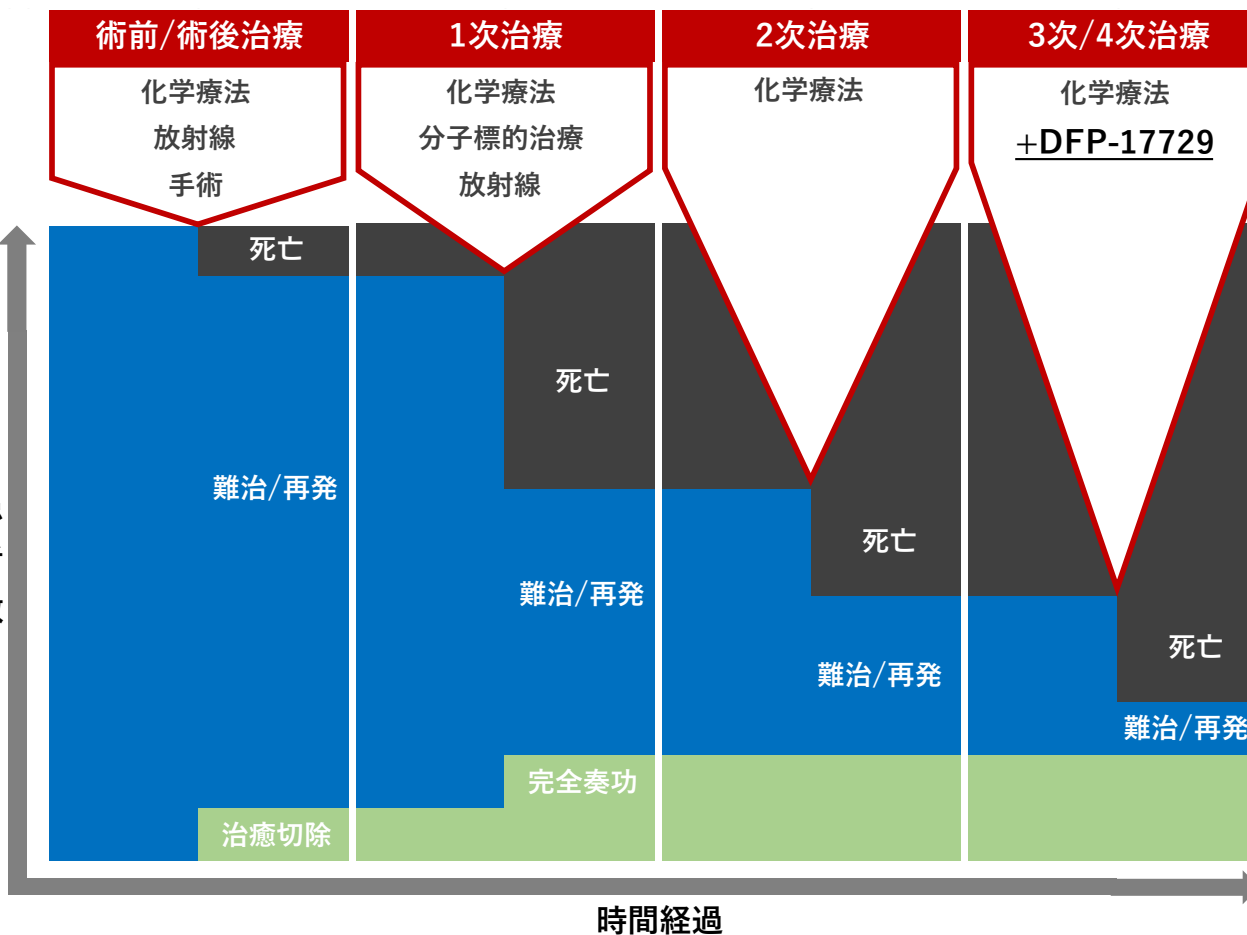 術前/術後治療
化学療法
放射線
手術
1次治療
化学療法
分子標的治療
放射線
2次治療
化学療法
3次/4次治療
化学療法
+DFP-17729
死亡
死亡
難治/再発
死亡
難治/再発
死亡
難治/再発
難治/再発
完全奏功
治癒切除
時間経過